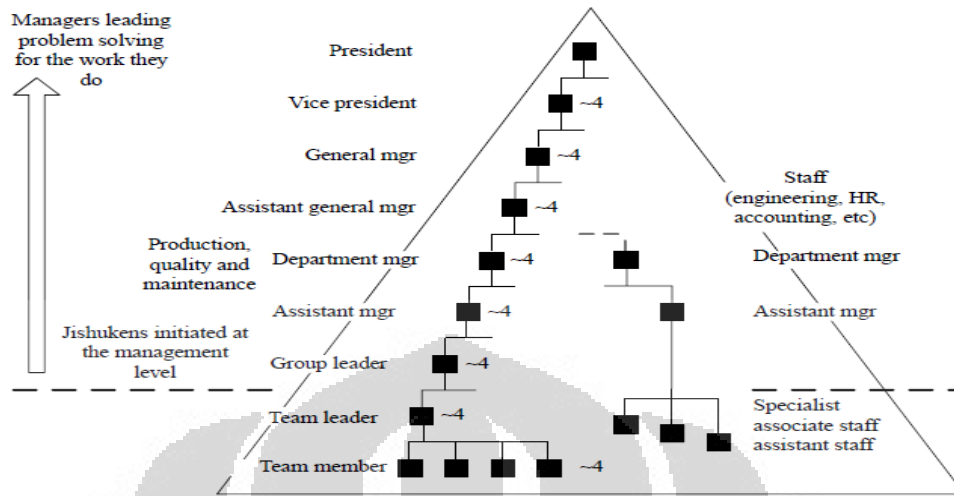 Managers leading
problem solving
for the work they
do
President
Vice president
~4
General mgr
~4
Staff
(engineering, HR,
accounting, etc)
Assistant general mgr
~4
Production,
quality and
maintenance
Department mgr
~4
Department mgr
Assistant mgr
~4
Assistant mgr
Jishukens initiated at
the management
level
Group leader
~4
Team leader
~4
Specialist
associate staff
assistant staff
Team member
~4